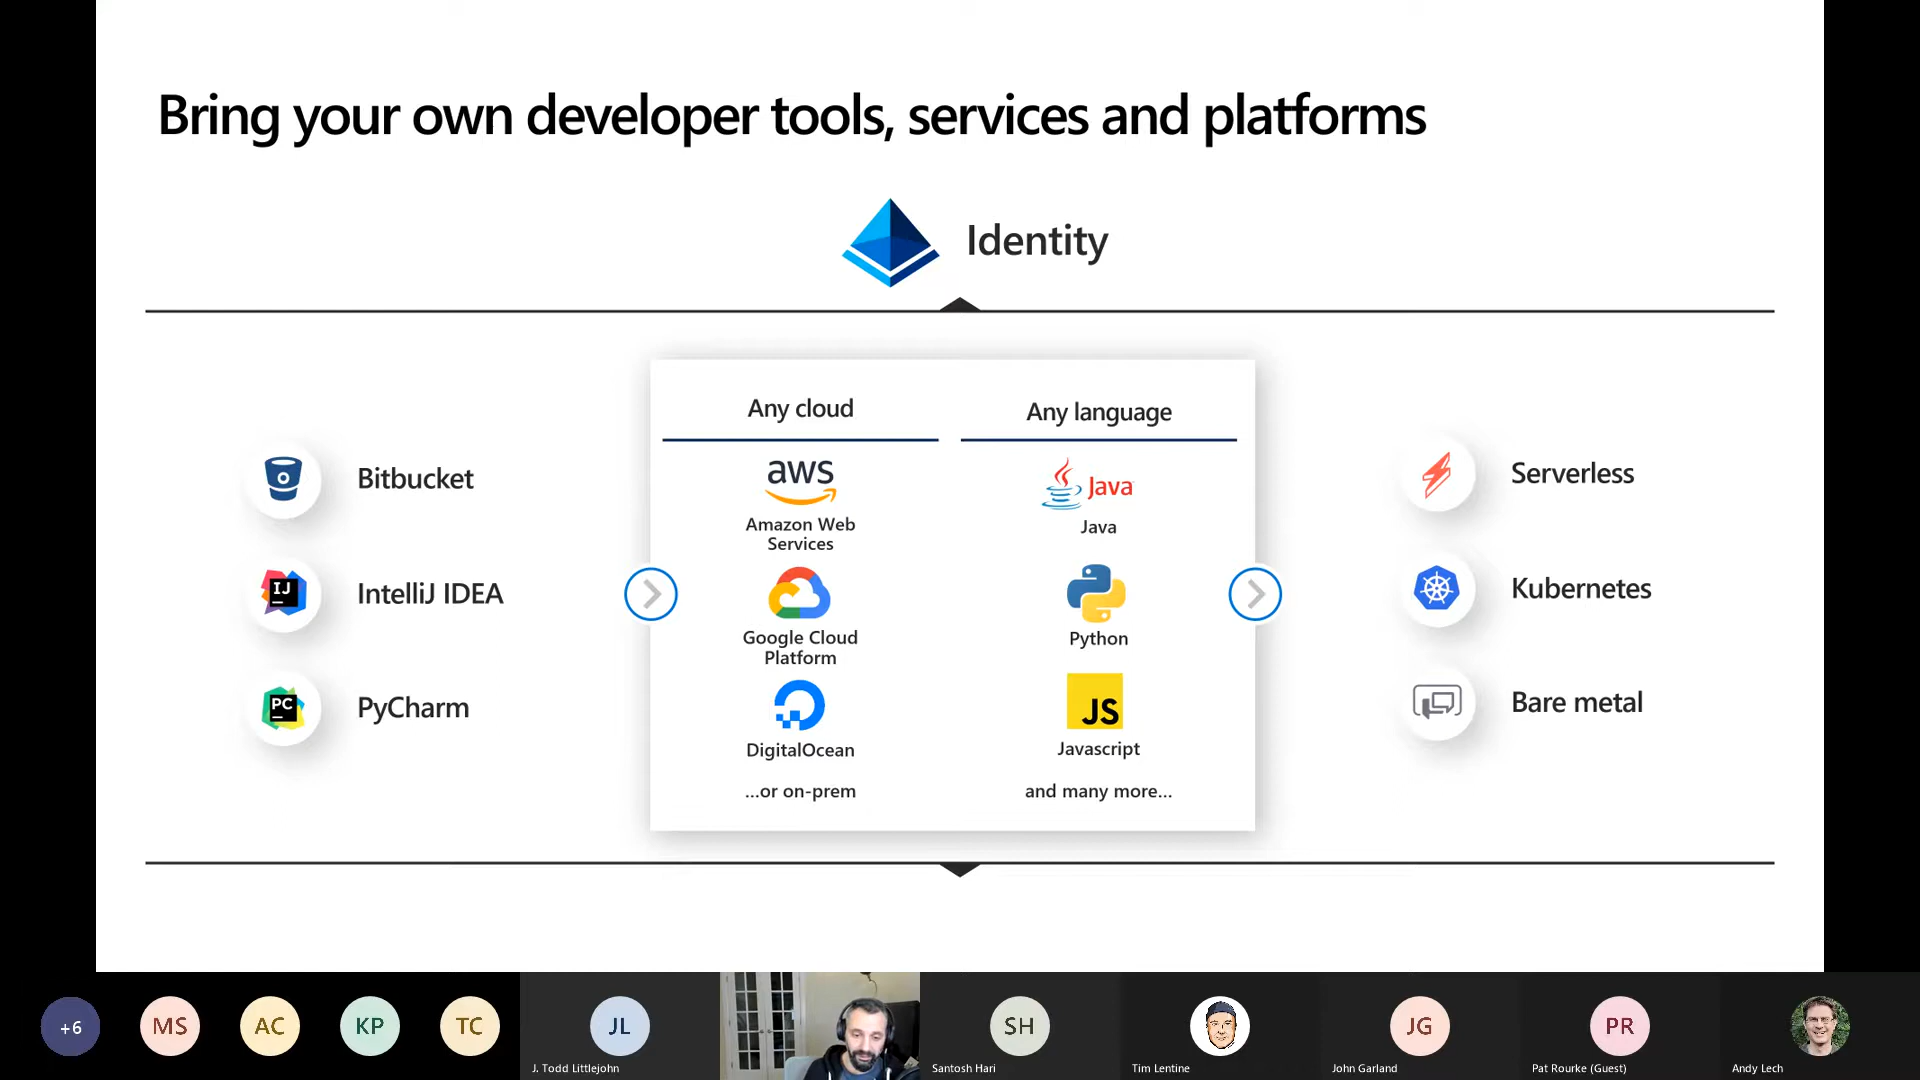 Bring your own developer tools, services and platforms
Identity
Bitbucket
IntelliJ IDEA
PyCharm
IJ
PC
Any cloud
aws
Amazon Web
Services
Google Cloud
Platform
DigitalOcean
...or on-prem
Any language
Java
Java
Python
JS
Javascript
and many more...
Serverless
Kubernetes
Bare metal
+6
MS
AC
KP
TC
JL
J. Todd Littlejohn
SH
Santosh Hari
Tim Lentine
JG
John Garland
PR
Pat Rourke (Guest)
Andy Lech